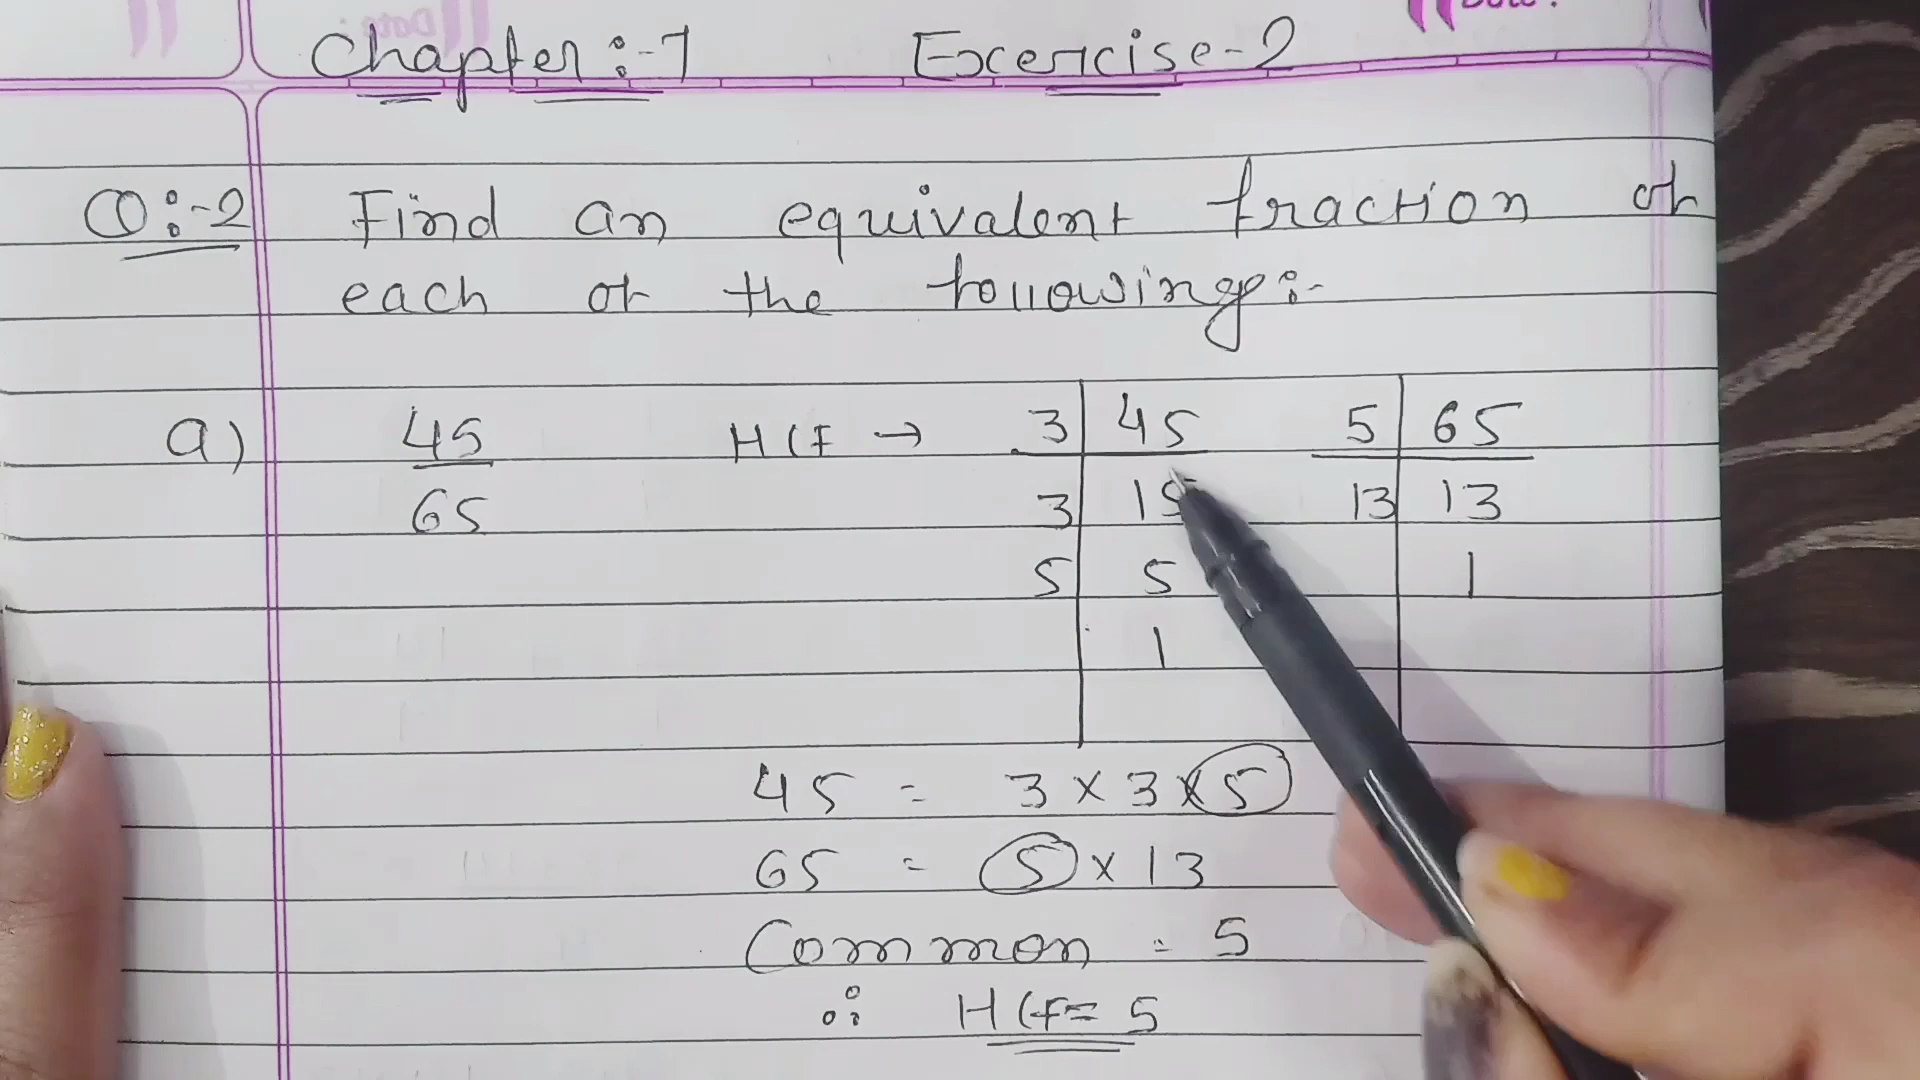 Chapter:-7 Excercise-2
Q:-2 Find an equivalent fraction of
each of the following:-
a) 45/65 HCF → 3 | 45 5 | 65
3 | 15 13 | 13
5 | 5 1
1
45 = 3 × 3 × 5
65 = 5 × 13
Common = 5
∴ HCF = 5